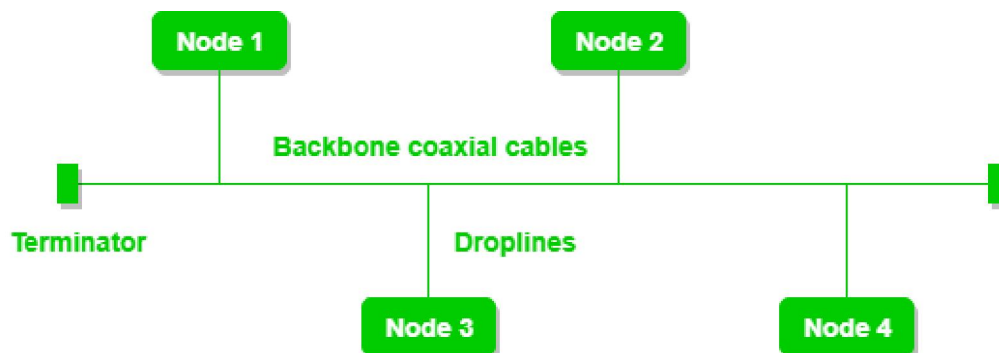 Node 1
Node 2
Backbone coaxial cables
Terminator
Droplines
Node 3
Node 4